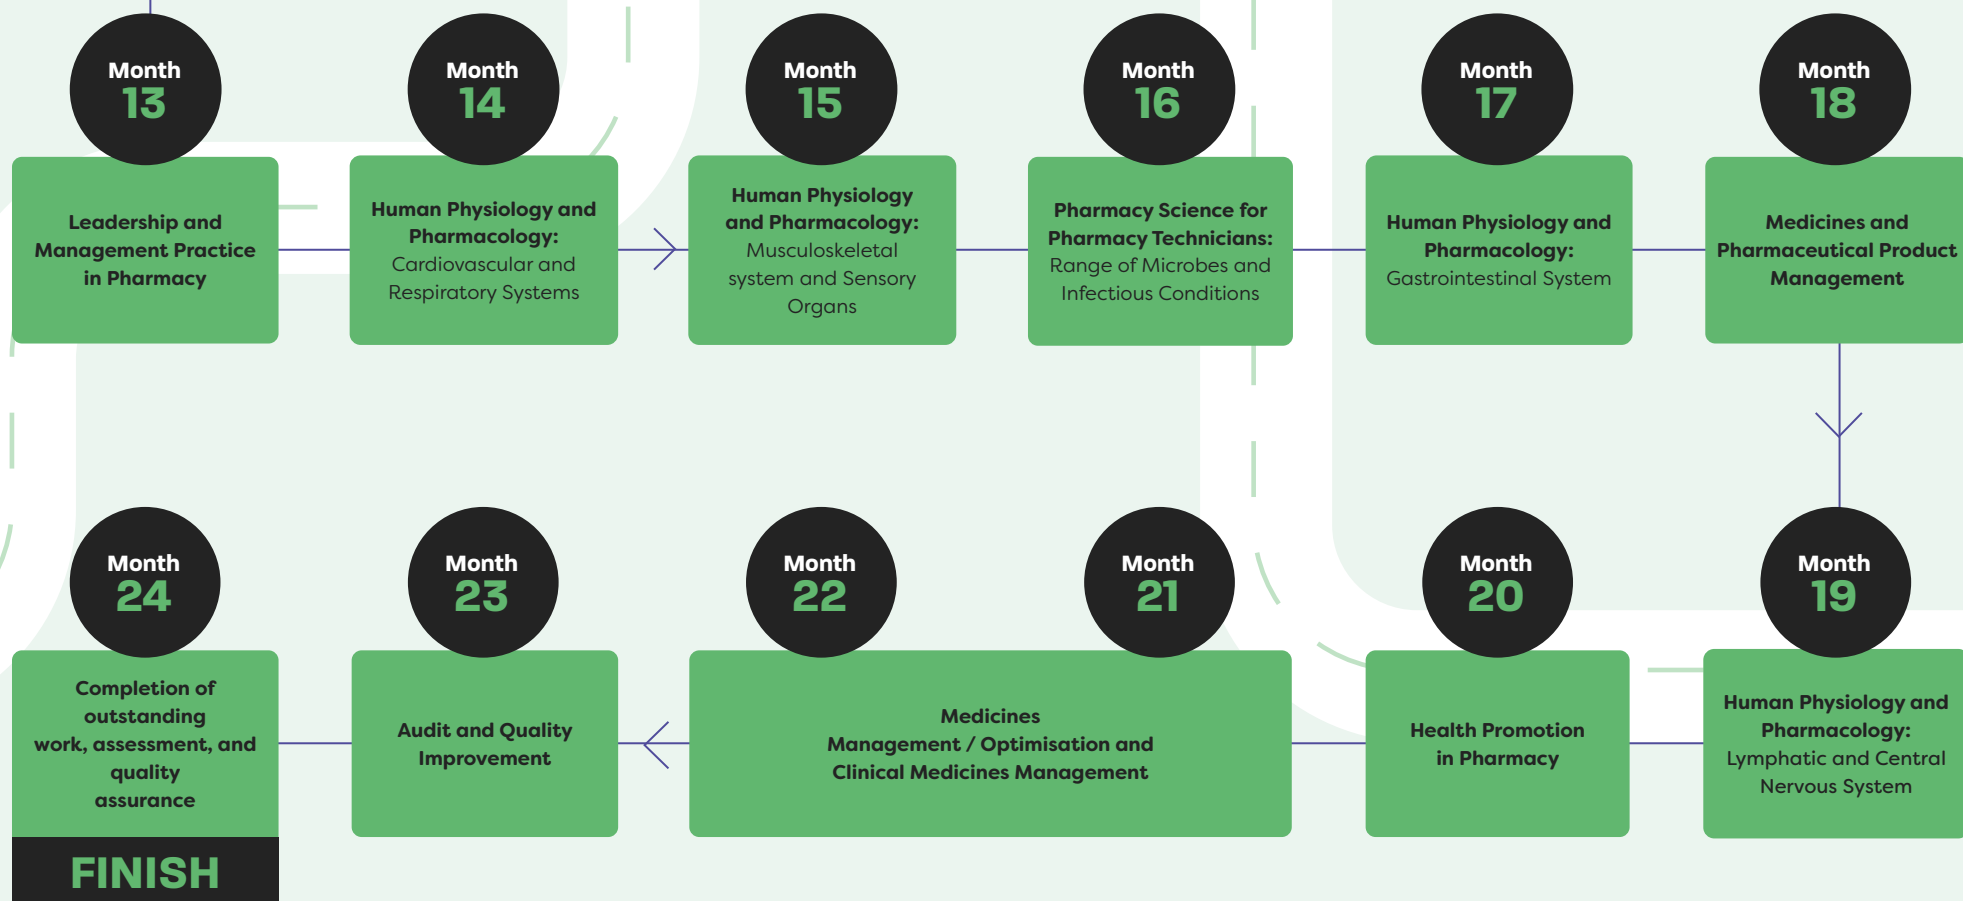 Month
13
Leadership and
Management Practice
in Pharmacy
Month
14
Human Physiology and
Pharmacology:
Cardiovascular and
Respiratory Systems
Month
15
Human Physiology
and Pharmacology:
Musculoskeletal
system and Sensory
Organs
Month
16
Pharmacy Science for
Pharmacy Technicians:
Range of Microbes and
Infectious Conditions
Month
17
Human Physiology and
Pharmacology:
Gastrointestinal System
Month
18
Medicines and
Pharmaceutical Product
Management
Month
19
Human Physiology and
Pharmacology:
Lymphatic and Central
Nervous System
Month
20
Health Promotion
in Pharmacy
Month
21
Month
22
Medicines
Management / Optimisation and
Clinical Medicines Management
Month
23
Audit and Quality
Improvement
Month
24
Completion of
outstanding
work, assessment, and
quality
assurance
FINISH